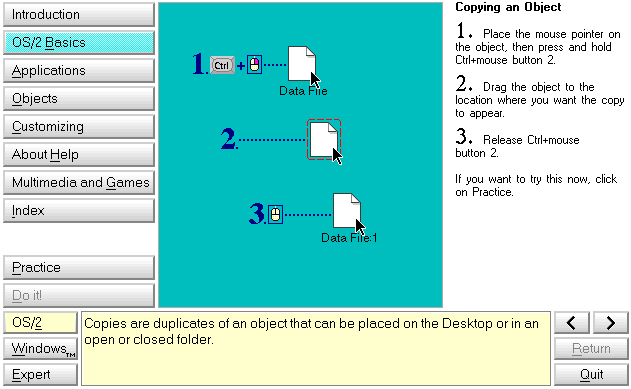 Introduction
OS/2 Basics
Applications
Objects
Customizing
About Help
Multimedia and Games
Index
Practice
Do it!
OS/2
Windows™
Expert
1. Ctrl +
Data File
2.
3.
Data File:1
Copying an Object
1. Place the mouse pointer on
the object, then press and hold
Ctrl+mouse button 2.
2. Drag the object to the
location where you want the copy
to appear.
3. Release Ctrl+mouse
button 2.
If you want to try this now, click
on Practice.
Copies are duplicates of an object that can be placed on the Desktop or in an
open or closed folder.
Return
Quit